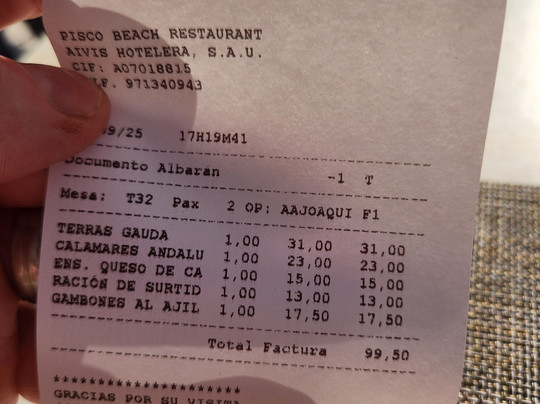 PISCO BEACH RESTAURANT
AIVIS HOTELERA, S.A.U.
CIF: A07018815
971340943
09/25 17H19M41
Documento Albarán -1 T
Mesa: T32 Pax 2 OP: AAJOAQUI F1
TERRAS GAUDA 1,00 31,00 31,00
CALAMARES ANDALU 1,00 23,00 23,00
ENS. QUESO DE CA 1,00 15,00 15,00
RACIÓN DE SURTID 1,00 13,00 13,00
GAMBONES AL AJIL 1,00 17,50 17,50
Total Factura 99,50
********************
GRACIAS POR SU VISITA